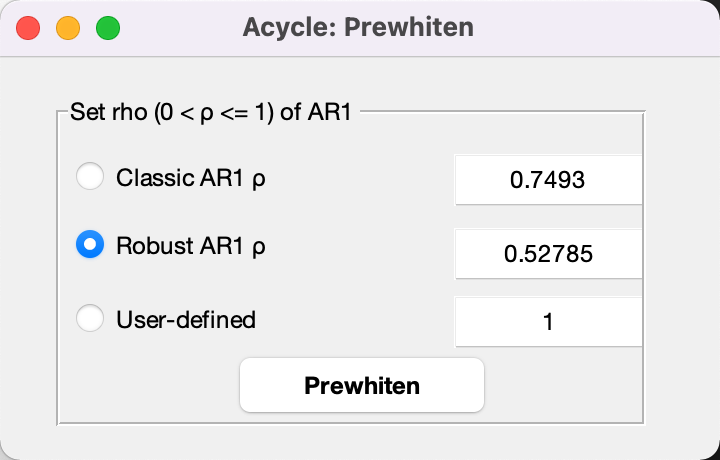 Acycle: Prewhiten
Set rho (0 < ρ <= 1) of AR1
Classic AR1 ρ 0.7493
Robust AR1 ρ 0.52785
User-defined 1
Prewhiten